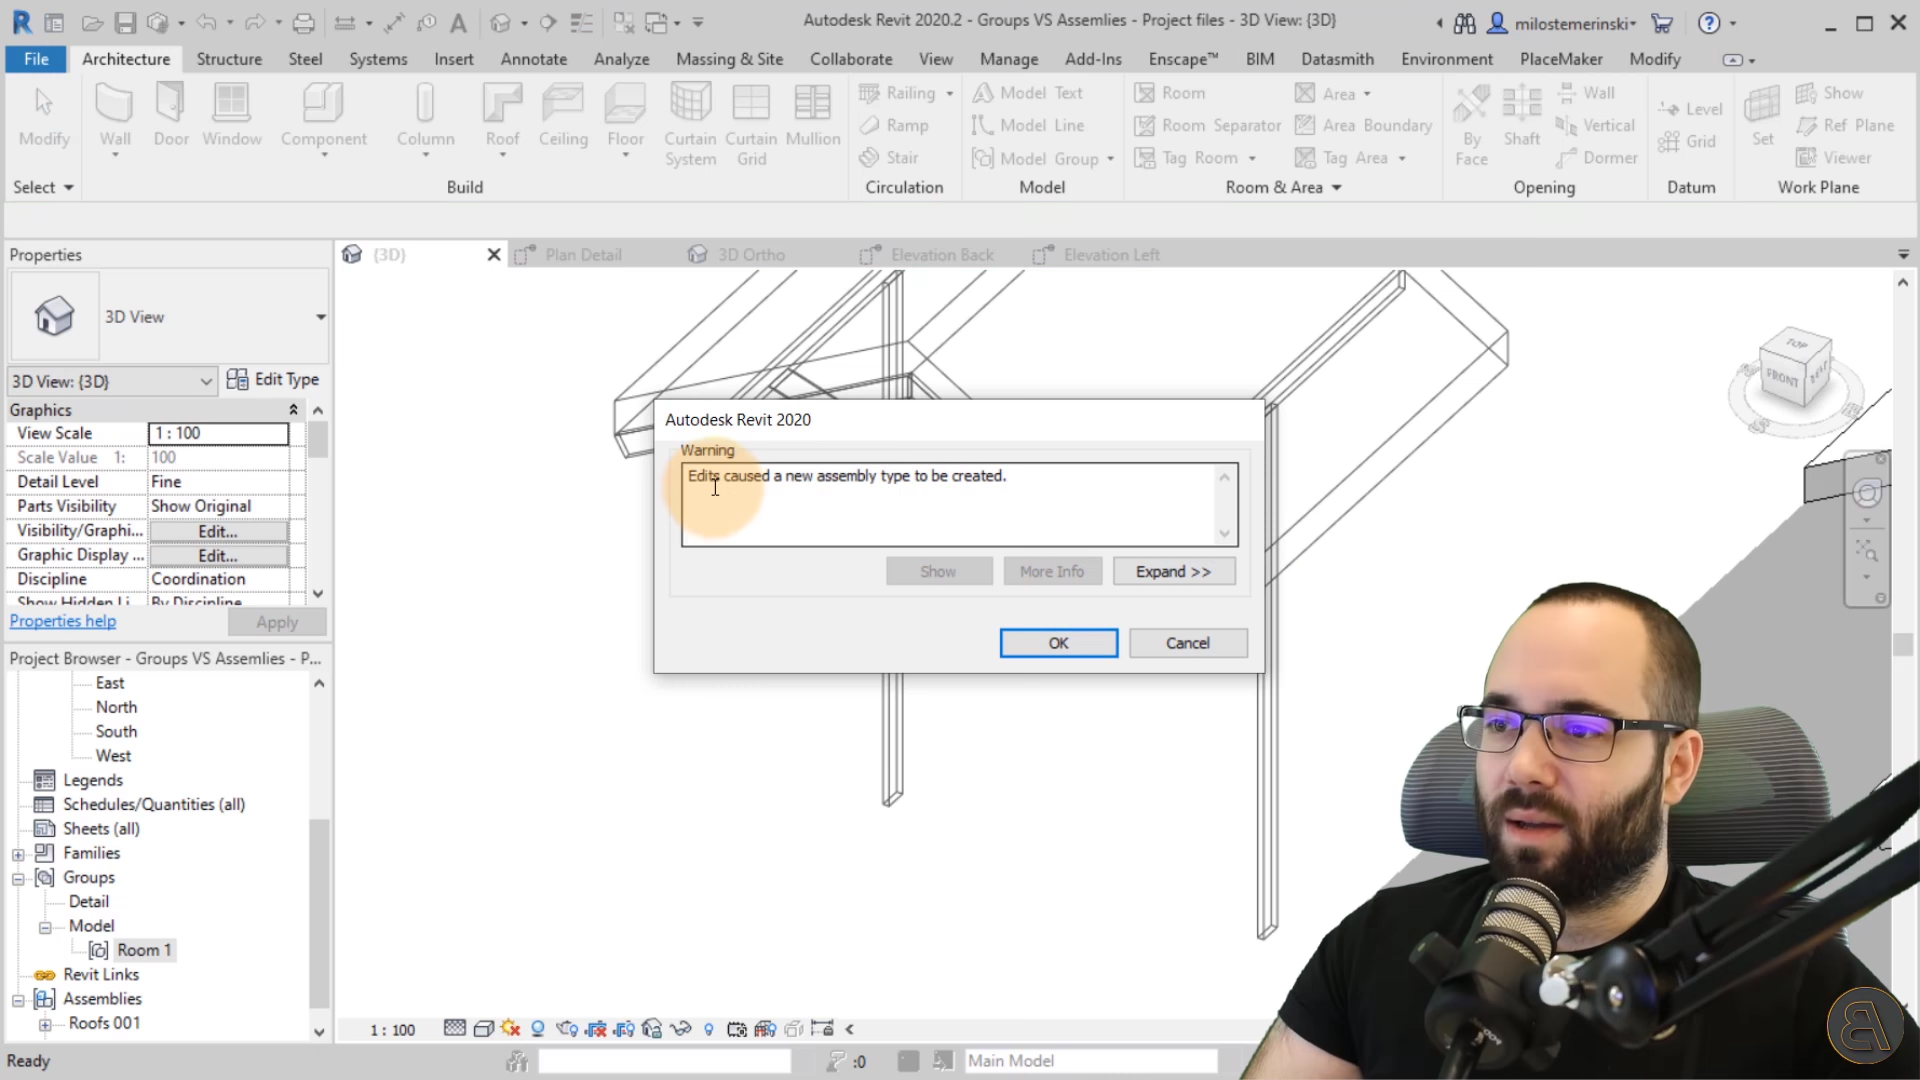 Autodesk Revit 2020.2 - Groups VS Assemlies - Project files - 3D View: {3D}
milostemerinski
File Architecture Structure Steel Systems Insert Annotate Analyze Massing & Site Collaborate View Manage Add-Ins Enscape™ BIM Datasmith Environment PlaceMaker Modify
Modify
Wall
Door
Window
Component
Column
Roof
Ceiling
Floor
Curtain System
Curtain Grid
Mullion
Railing
Ramp
Stair
Model Text
Model Line
Model Group
Room
Room Separator
Tag Room
Area
Area Boundary
Tag Area
By Face
Shaft
Wall
Vertical
Dormer
Level
Grid
Set
Show
Ref Plane
Viewer
Select Build Circulation Model Room & Area Opening Datum Work Plane
Properties
{3D} Plan Detail 3D Ortho Elevation Back Elevation Left
3D View
3D View: {3D} Edit Type
Graphics
View Scale 1 : 100
Scale Value 1: 100
Detail Level Fine
Parts Visibility Show Original
Visibility/Graphi... Edit...
Graphic Display ... Edit...
Discipline Coordination
Show Hidden Li By Discipline
Properties help Apply
Project Browser - Groups VS Assemlies - P...
East
North
South
West
Legends
Schedules/Quantities (all)
Sheets (all)
Families
Groups
Detail
Model
Room 1
Revit Links
Assemblies
Roofs 001
Autodesk Revit 2020
Warning
Edits caused a new assembly type to be created.
Show More Info Expand >>
OK Cancel
TOP
FRONT
1 : 100
Ready
:0
Main Model